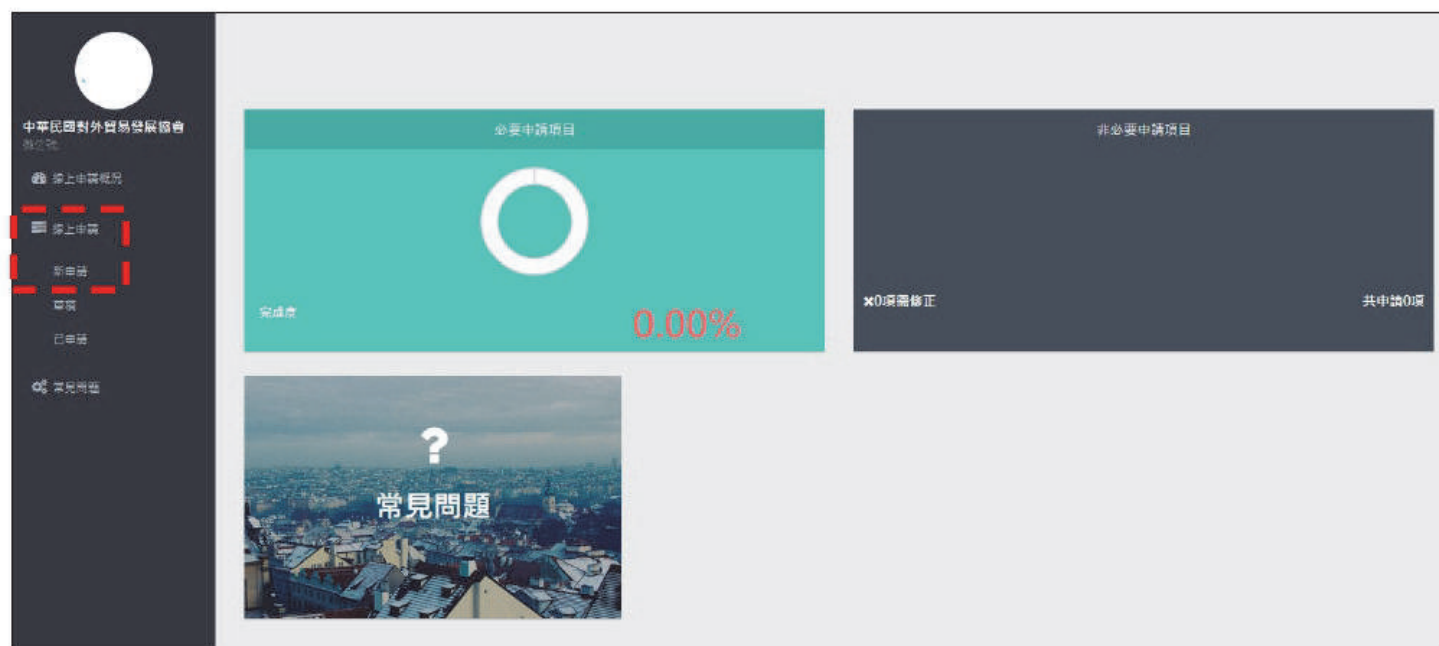 中華民國對外貿易發展協會
線上申請概況
線上申請
新申請
草稿
已申請
常見問題
必要申請項目
完成度
0.00%
非必要申請項目
✖0項需修正
共申請0項
?
常見問題